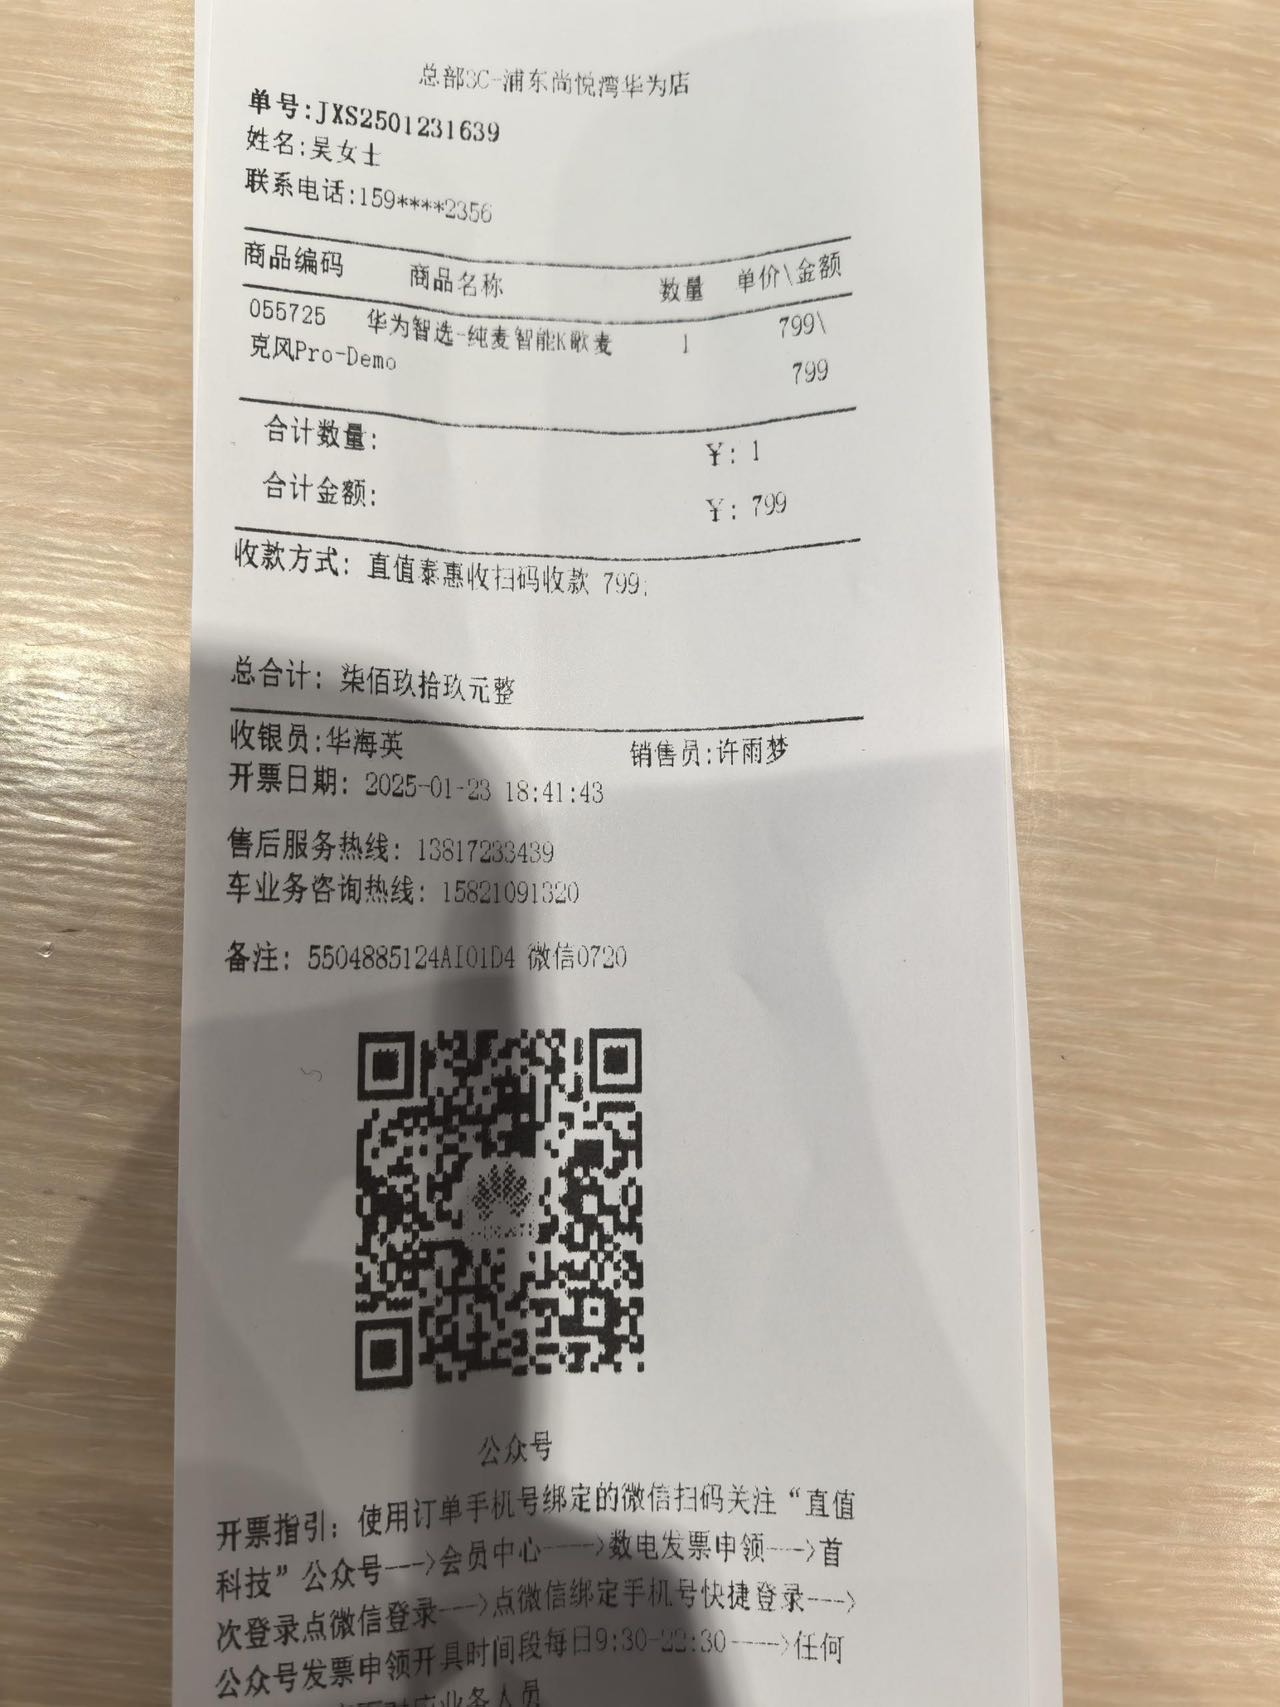 总部3C-浦东尚悦湾华为店
单号:JXS2501231639
姓名:吴女士
联系电话:159****2356
商品编码 商品名称 数量 单价\金额
055725 华为智选-纯麦智能K歌麦 1 799\
克风Pro-Demo 799
合计数量: ¥: 1
合计金额: ¥: 799
收款方式: 直值泰惠收扫码收款 799;
总合计: 柒佰玖拾玖元整
收银员:华海英 销售员:许雨梦
开票日期: 2025-01-23 18:41:43
售后服务热线: 13817233439
车业务咨询热线: 15821091320
备注: 5504885124AI01D4 微信0720
公众号
开票指引: 使用订单手机号绑定的微信扫码关注“直值
科技”公众号--->会员中心---->数电发票申领--->首
次登录点微信登录--->点微信绑定手机号快捷登录--->
公众号发票申领开具时间段每日9:30-22:30---->任何
业务人员